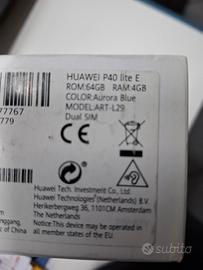 HUAWEI P40 lite E
ROM:64GB RAM:4GB
COLOR:Aurora Blue
MODEL:ART-L29
Dual SIM
77767
779
CE
Huawei Tech. Investment Co., Ltd.
Huawei Technologies (Netherlands)
Herikerbergweg 36, 1101CM Amsterdam
The Netherlands
Notice:This device may be operated
in all member states of the EU.
subito